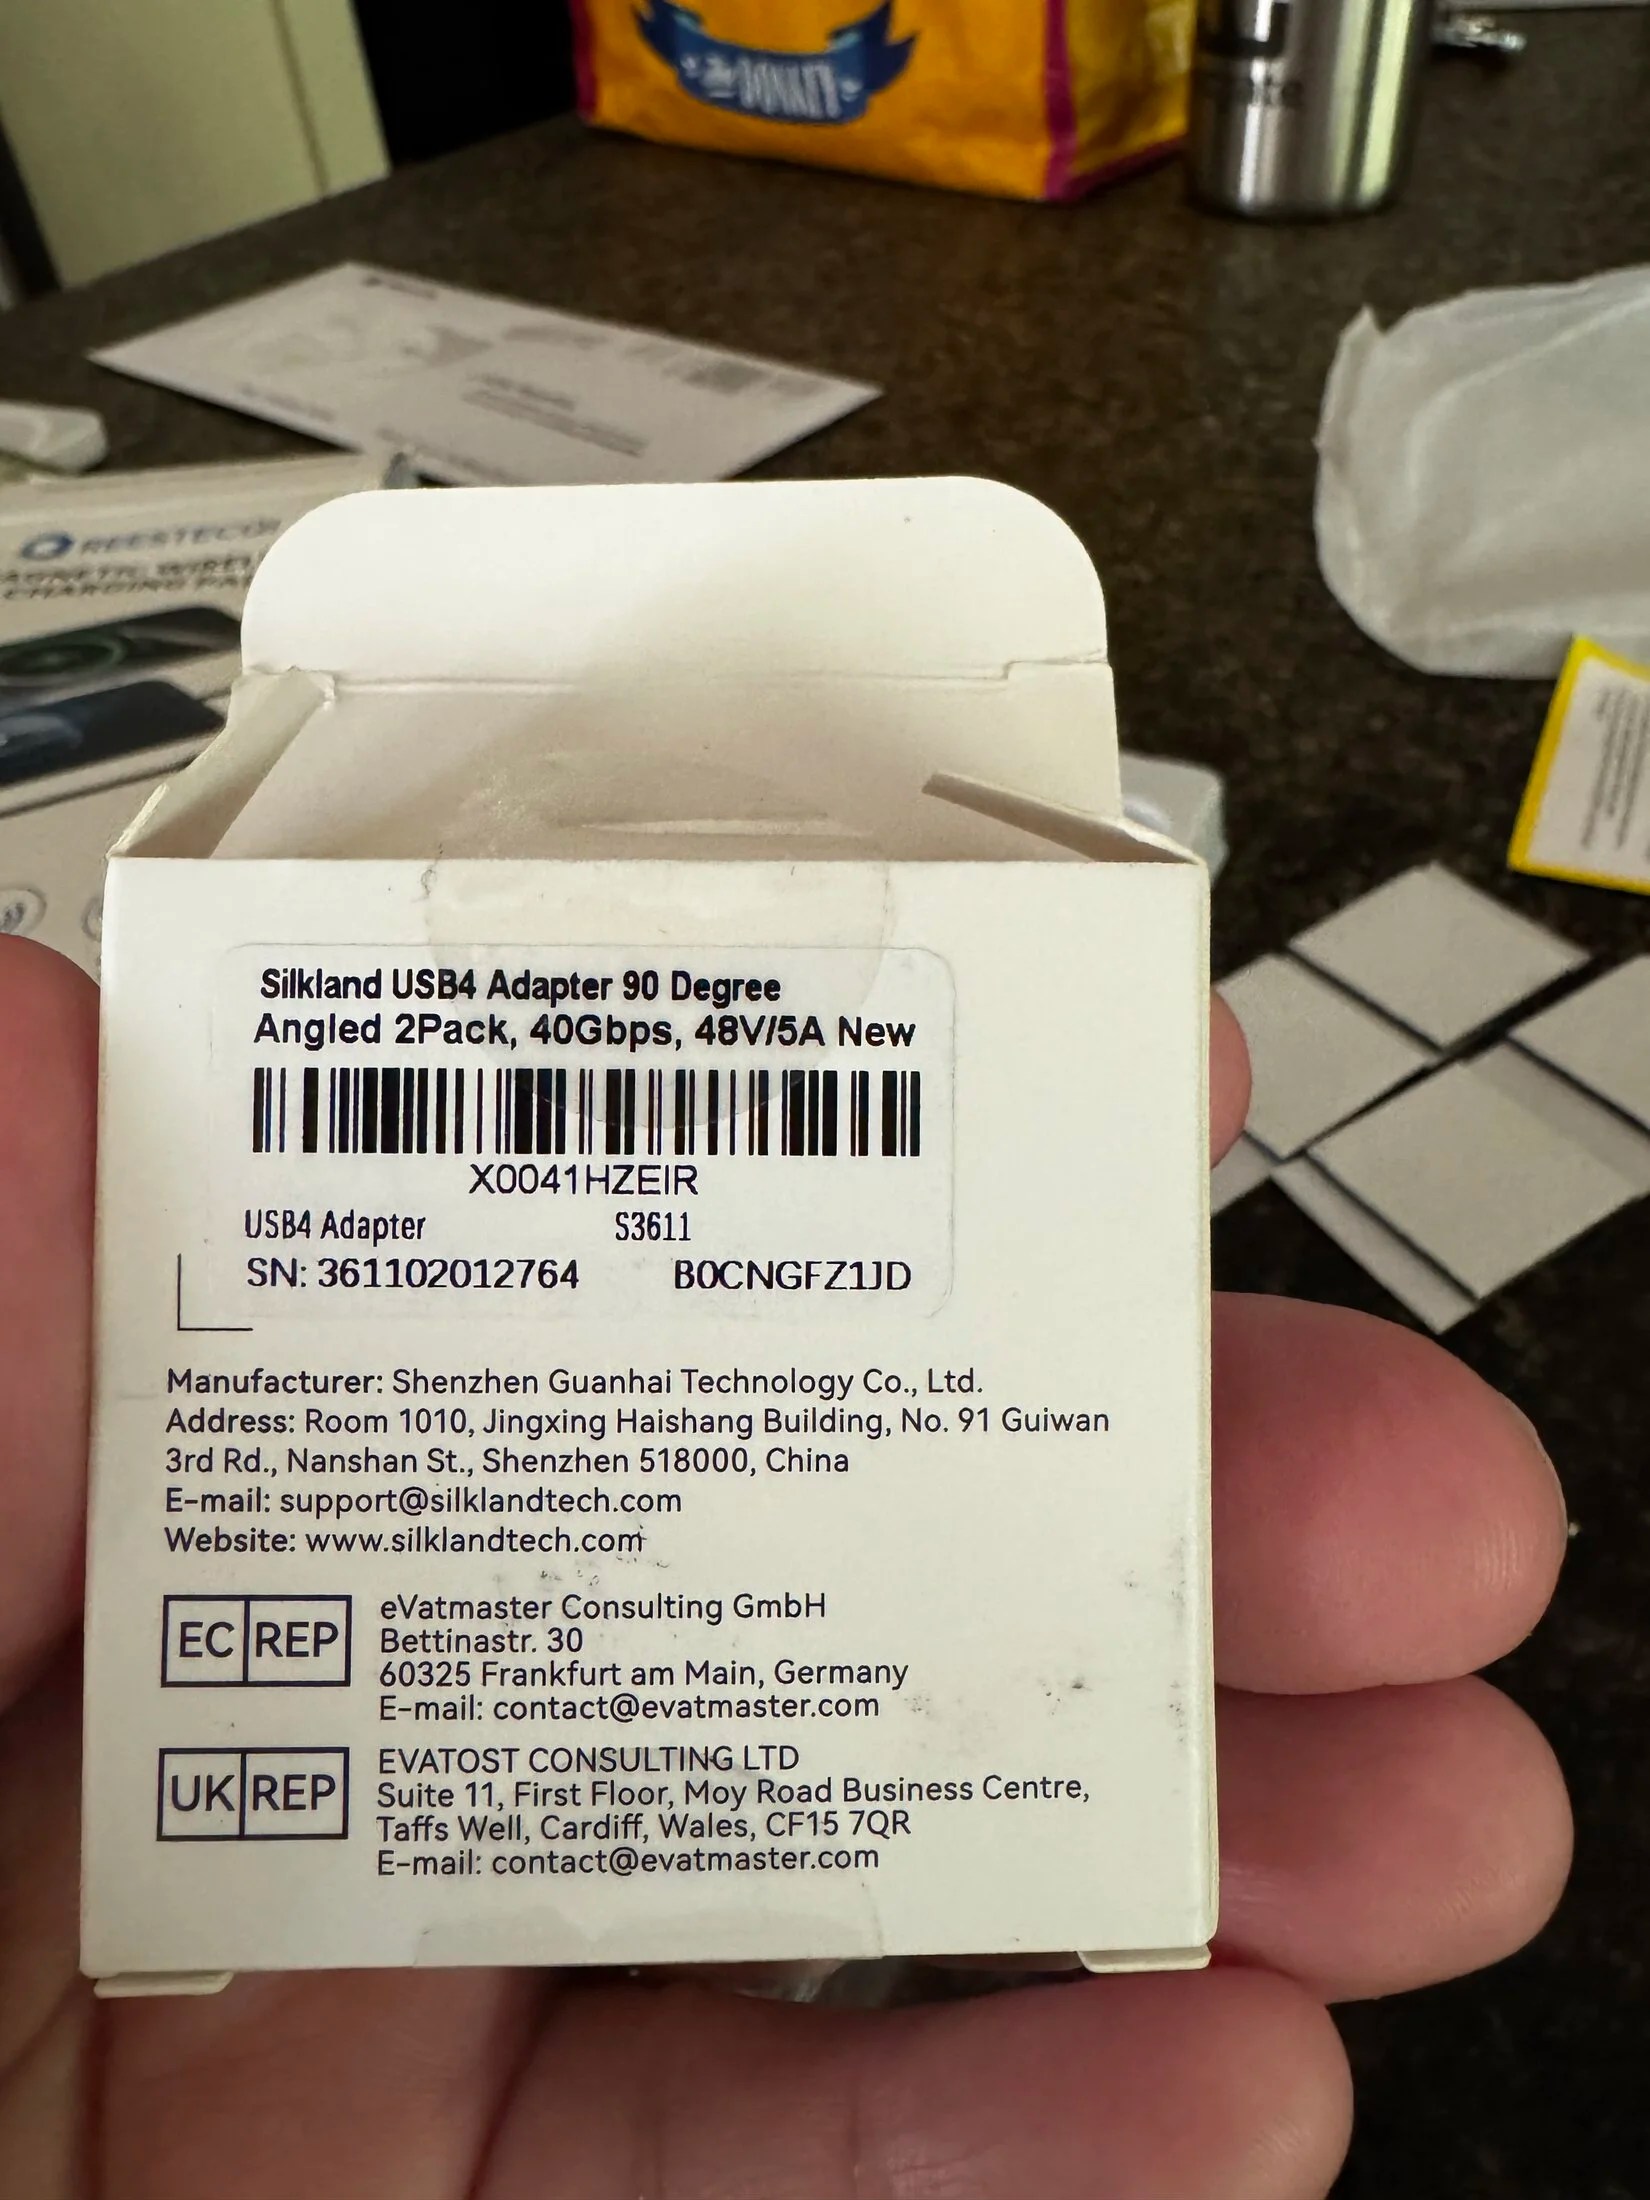 DONKEY
REESTECH
CHARGING PA
Silkland USB4 Adapter 90 Degree
Angled 2Pack, 40Gbps, 48V/5A New
X0041HZEIR
USB4 Adapter S3611
SN: 361102012764 B0CNGFZ1JD
Manufacturer: Shenzhen Guanhai Technology Co., Ltd.
Address: Room 1010, Jingxing Haishang Building, No. 91 Guiwan
3rd Rd., Nanshan St., Shenzhen 518000, China
E-mail: support@silklandtech.com
Website: www.silklandtech.com
EC REP
eVatmaster Consulting GmbH
Bettinastr. 30
60325 Frankfurt am Main, Germany
E-mail: contact@evatmaster.com
UK REP
EVATOST CONSULTING LTD
Suite 11, First Floor, Moy Road Business Centre,
Taffs Well, Cardiff, Wales, CF15 7QR
E-mail: contact@evatmaster.com